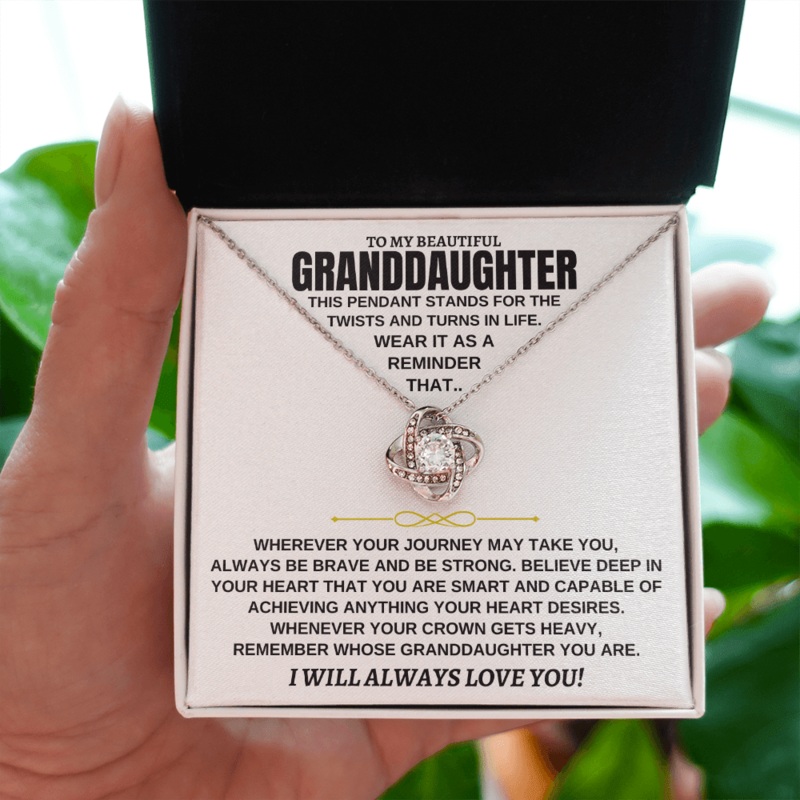 TO MY BEAUTIFUL
GRANDDAUGHTER
THIS PENDANT STANDS FOR THE
TWISTS AND TURNS IN LIFE.
WEAR IT AS A
REMINDER
THAT..
WHEREVER YOUR JOURNEY MAY TAKE YOU,
ALWAYS BE BRAVE AND BE STRONG. BELIEVE DEEP IN
YOUR HEART THAT YOU ARE SMART AND CAPABLE OF
ACHIEVING ANYTHING YOUR HEART DESIRES.
WHENEVER YOUR CROWN GETS HEAVY,
REMEMBER WHOSE GRANDDAUGHTER YOU ARE.
I WILL ALWAYS LOVE YOU!